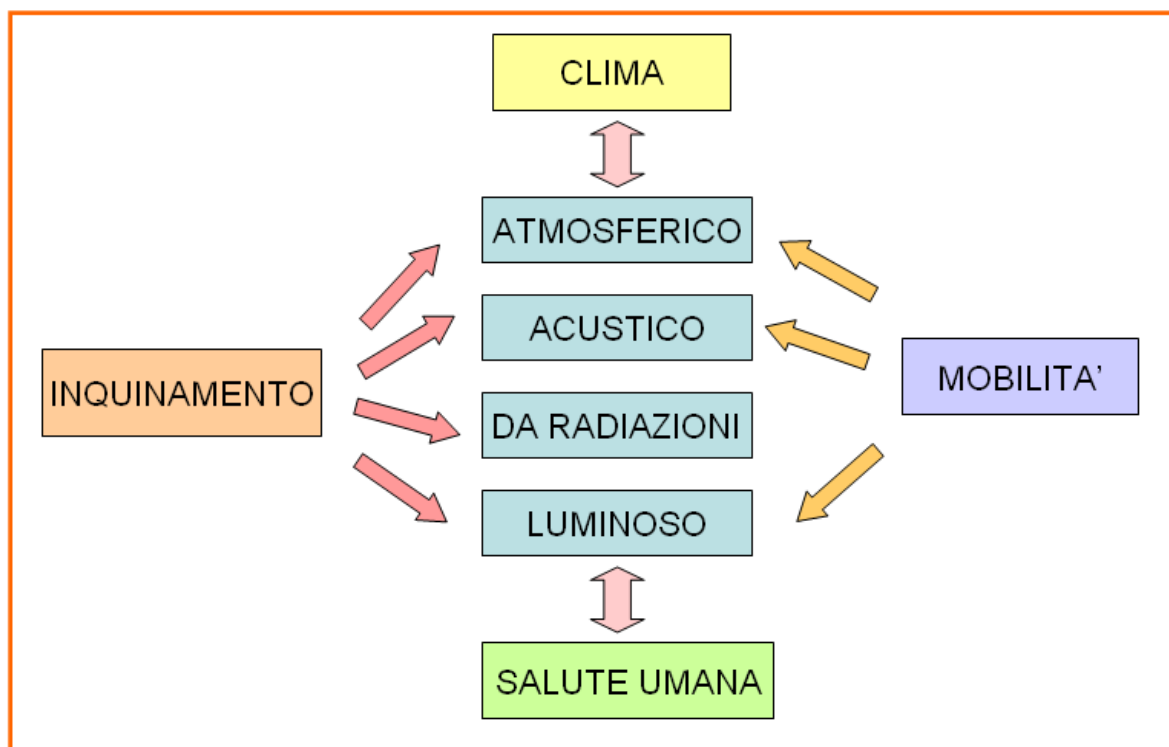 CLIMA
ATMOSFERICO
ACUSTICO
INQUINAMENTO
MOBILITA'
DA RADIAZIONI
LUMINOSO
SALUTE UMANA